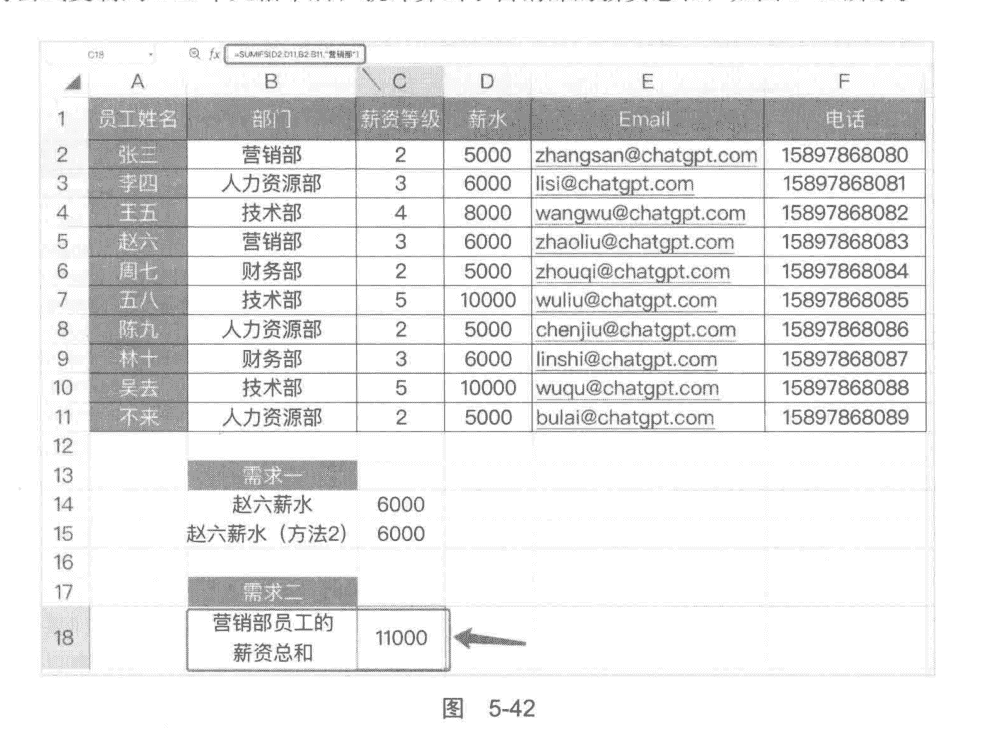 C18 fx =SUMIFS(D2:D11,B2:B11,"营销部")
A B C D E F
1 员工姓名 部门 薪资等级 薪水 Email 电话
2 张三 营销部 2 5000 zhangsan@chatgpt.com 15897868080
3 李四 人力资源部 3 6000 lisi@chatgpt.com 15897868081
4 王五 技术部 4 8000 wangwu@chatgpt.com 15897868082
5 赵六 营销部 3 6000 zhaoliu@chatgpt.com 15897868083
6 周七 财务部 2 5000 zhouqi@chatgpt.com 15897868084
7 五八 技术部 5 10000 wuliu@chatgpt.com 15897868085
8 陈九 人力资源部 2 5000 chenjiu@chatgpt.com 15897868086
9 林十 财务部 3 6000 linshi@chatgpt.com 15897868087
10 吴去 技术部 5 10000 wuqu@chatgpt.com 15897868088
11 不来 人力资源部 2 5000 bulai@chatgpt.com 15897868089
12
13 需求一
14 赵六薪水 6000
15 赵六薪水（方法2） 6000
16
17 需求二
18 营销部员工的 11000
薪资总和
图 5-42